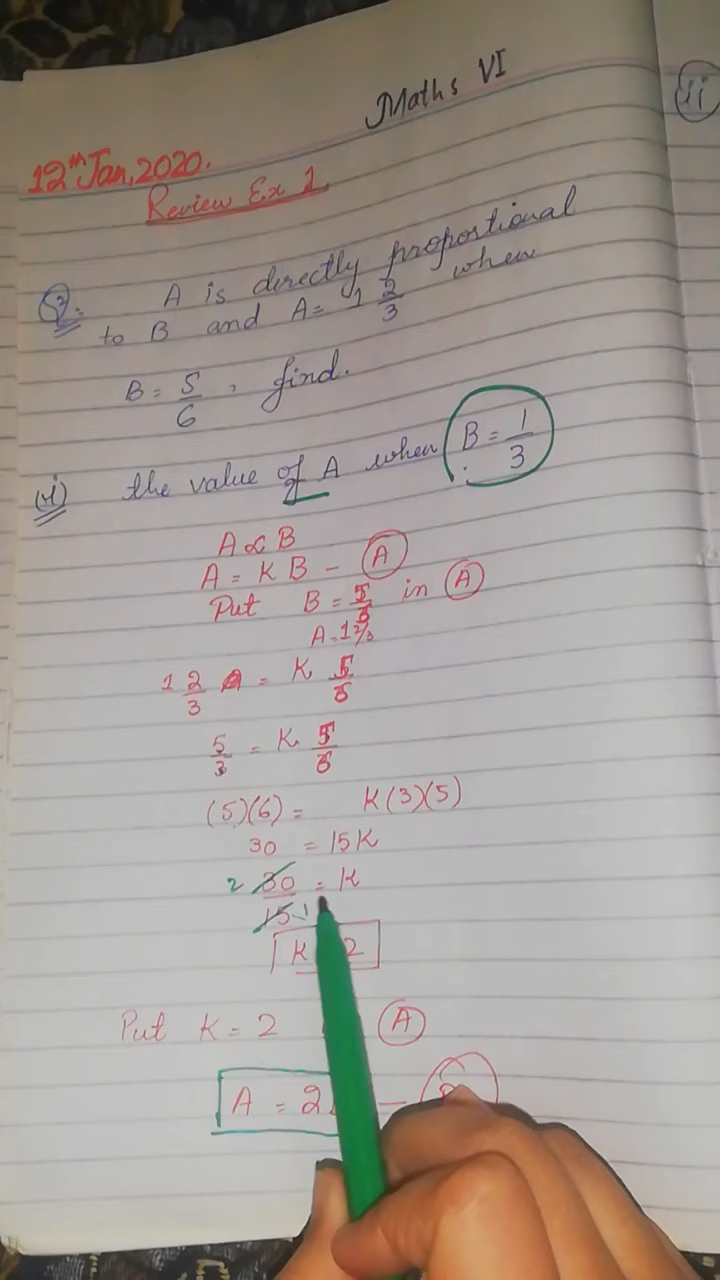 Maths VI
ii
12th Jan, 2020.
Review Ex 1
Q. A is directly proportional
to B and A = 1 2/3 when
B = 5/6, find.
(i) the value of A when B = 1/3
A ∝ B
A = K B - (A)
Put B = 5/6 in (A)
A = 1 2/3
1 2/3 = K 5/6
5/3 = K 5/6
(5)(6) = K(3)(5)
30 = 15K
2 30/15 1 = K
K 2
Put K = 2 (A)
A = 2 —